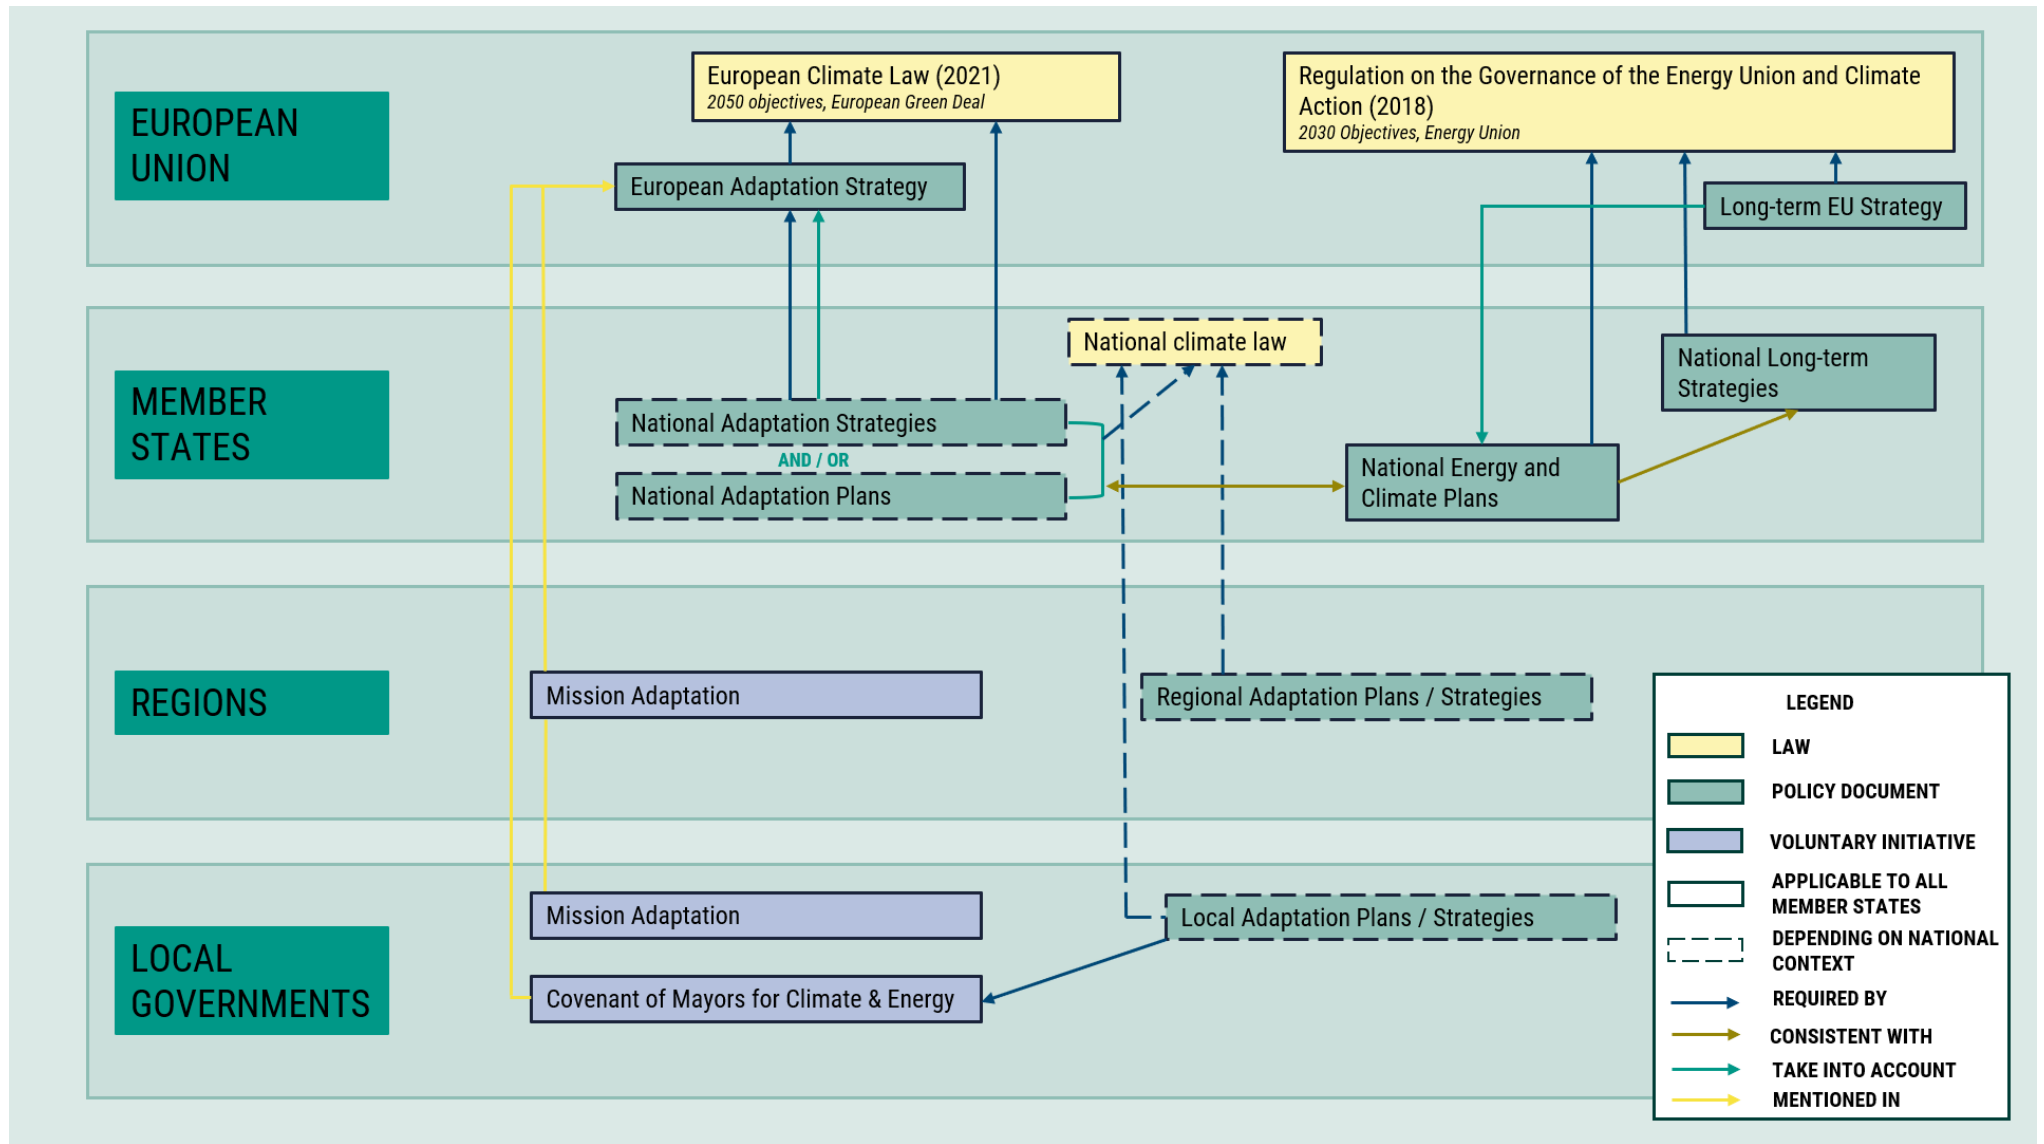 EUROPEAN
UNION
European Climate Law (2021)
2050 objectives, European Green Deal
Regulation on the Governance of the Energy Union and Climate
Action (2018)
2030 Objectives, Energy Union
European Adaptation Strategy
Long-term EU Strategy
MEMBER
STATES
National climate law
National Long-term
Strategies
National Adaptation Strategies
AND / OR
National Adaptation Plans
National Energy and
Climate Plans
REGIONS
Mission Adaptation
Regional Adaptation Plans / Strategies
LOCAL
GOVERNMENTS
Mission Adaptation
Local Adaptation Plans / Strategies
Covenant of Mayors for Climate & Energy
LEGEND
LAW
POLICY DOCUMENT
VOLUNTARY INITIATIVE
APPLICABLE TO ALL
MEMBER STATES
DEPENDING ON NATIONAL
CONTEXT
REQUIRED BY
CONSISTENT WITH
TAKE INTO ACCOUNT
MENTIONED IN